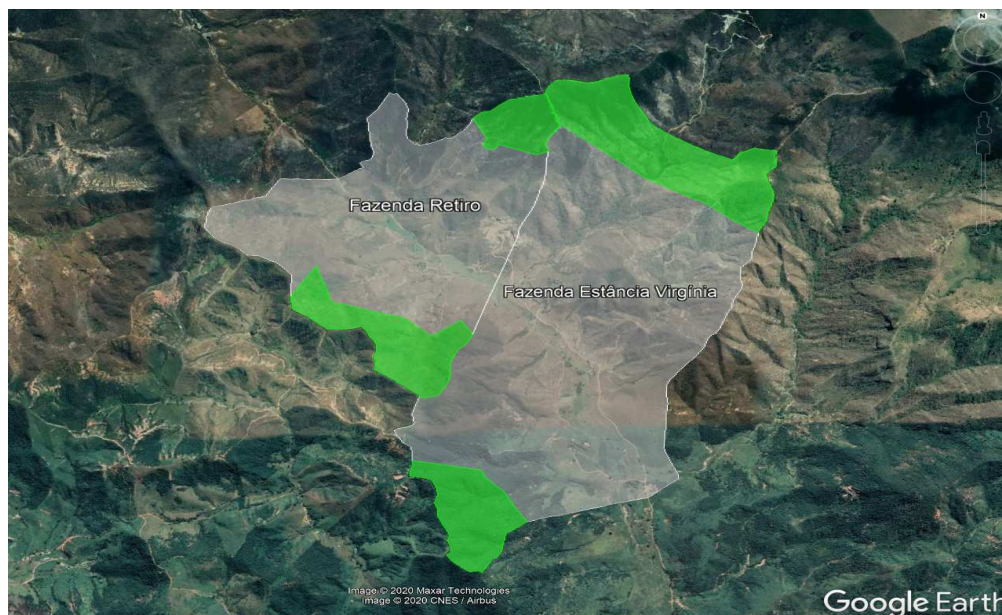 N
Fazenda Retiro
Fazenda Estância Virgínia
Image © 2020 Maxar Technologies
Image © 2020 CNES / Airbus
Google Earth